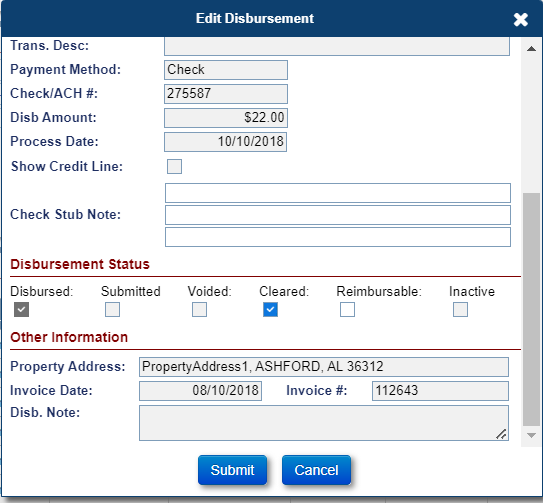 Edit Disbursement
Trans. Desc:
Payment Method: Check
Check/ACH #: 275587
Disb Amount: $22.00
Process Date: 10/10/2018
Show Credit Line:
Check Stub Note:
Disbursement Status
Disbursed: Submitted Voided: Cleared: Reimbursable: Inactive
Other Information
Property Address: PropertyAddress1, ASHFORD, AL 36312
Invoice Date: 08/10/2018 Invoice #: 112643
Disb. Note:
Submit Cancel